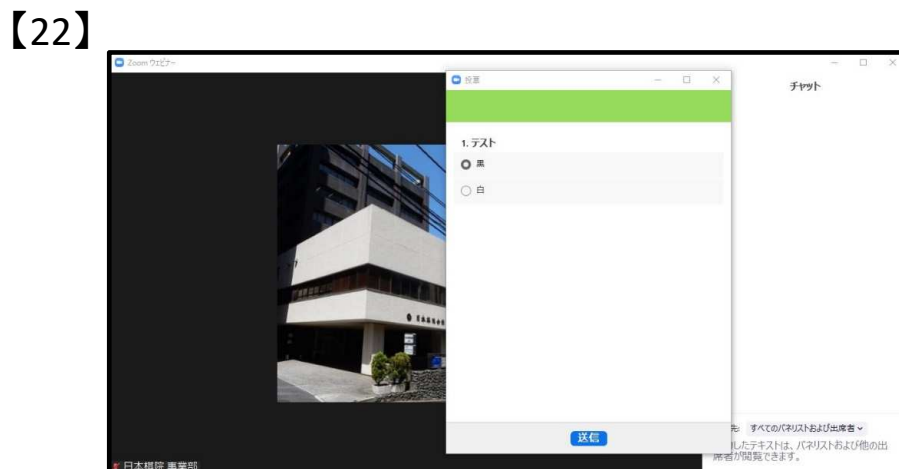 【22】
Zoom ウェビナー
投票
チャット
1. テスト
黒
白
送信
先: すべてのパネリストおよび出席者
したテキストは、パネリストおよび他の出
席者が閲覧できます。
日本棋院 事業部